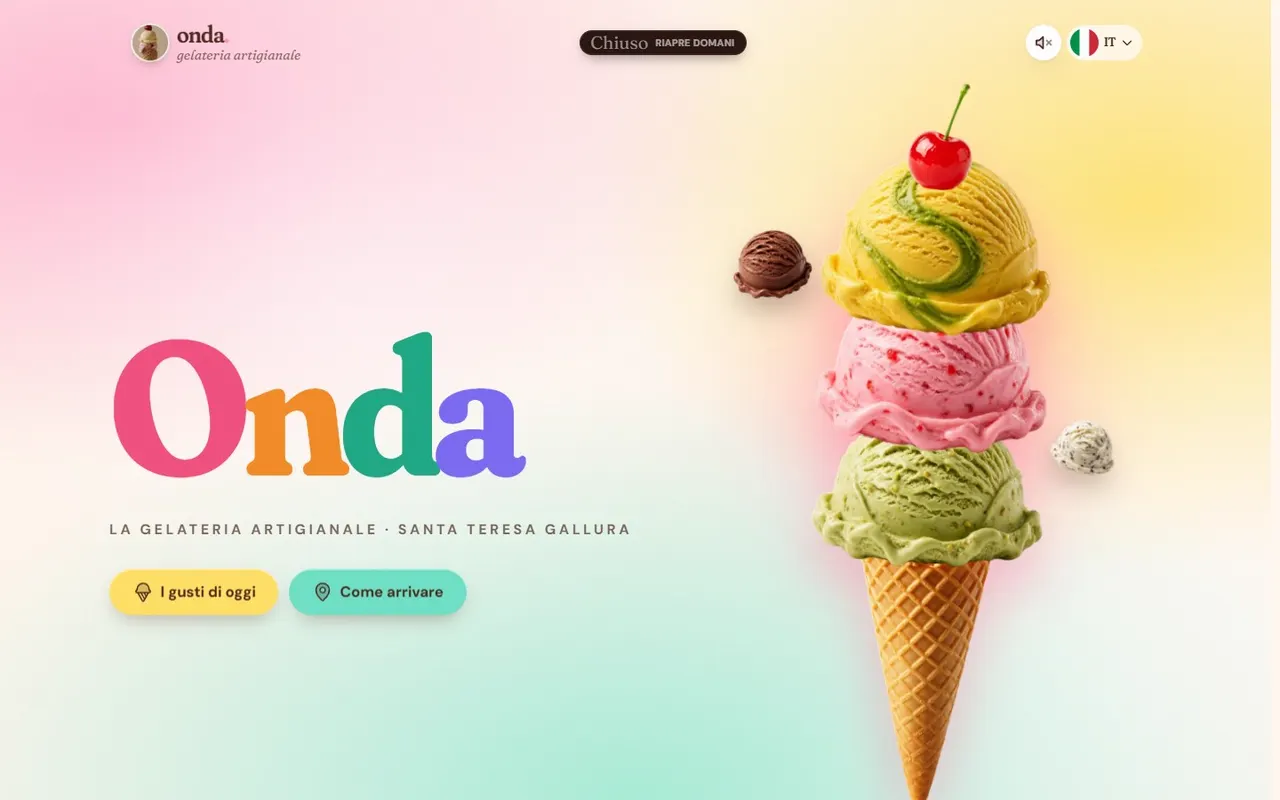 onda.
gelateria artigianale
Chiuso RIAPRE DOMANI
IT
Onda
LA GELATERIA ARTIGIANALE · SANTA TERESA GALLURA
I gusti di oggi
Come arrivare